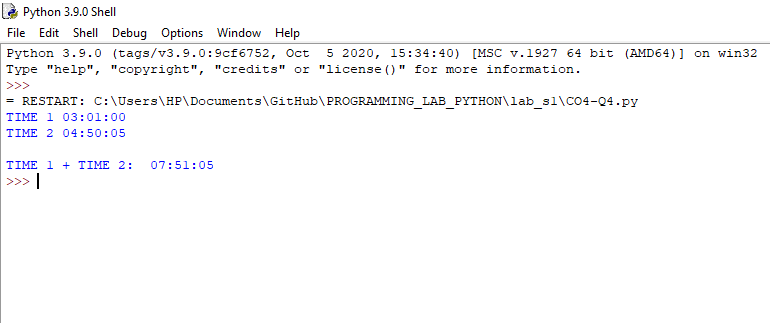 Python 3.9.0 Shell
File Edit Shell Debug Options Window Help
Python 3.9.0 (tags/v3.9.0:9cf6752, Oct  5 2020, 15:34:40) [MSC v.1927 64 bit (AMD64)] on win32
Type "help", "copyright", "credits" or "license()" for more information.
>>>
= RESTART: C:\Users\HP\Documents\GitHub\PROGRAMMING_LAB_PYTHON\lab_s1\CO4-Q4.py
TIME 1 03:01:00
TIME 2 04:50:05
TIME 1 + TIME 2:  07:51:05
>>>